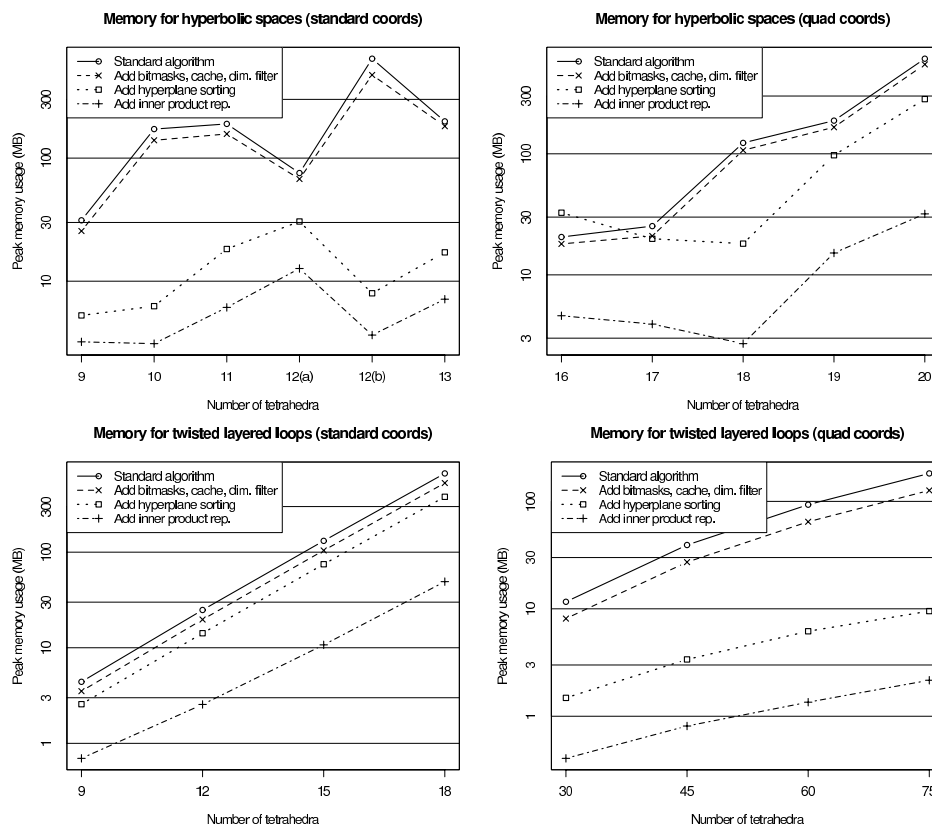 Memory for hyperbolic spaces (standard coords)
Standard algorithm
Add bitmasks, cache, dim. filter
Add hyperplane sorting
Add inner product rep.
Peak memory usage (MB)
300
100
30
10
9 10 11 12(a) 12(b) 13
Number of tetrahedra
Memory for hyperbolic spaces (quad coords)
Standard algorithm
Add bitmasks, cache, dim. filter
Add hyperplane sorting
Add inner product rep.
Peak memory usage (MB)
300
100
30
10
3
16 17 18 19 20
Number of tetrahedra
Memory for twisted layered loops (standard coords)
Standard algorithm
Add bitmasks, cache, dim. filter
Add hyperplane sorting
Add inner product rep.
Peak memory usage (MB)
300
100
30
10
3
1
9 12 15 18
Number of tetrahedra
Memory for twisted layered loops (quad coords)
Standard algorithm
Add bitmasks, cache, dim. filter
Add hyperplane sorting
Add inner product rep.
Peak memory usage (MB)
100
30
10
3
1
30 45 60 75
Number of tetrahedra